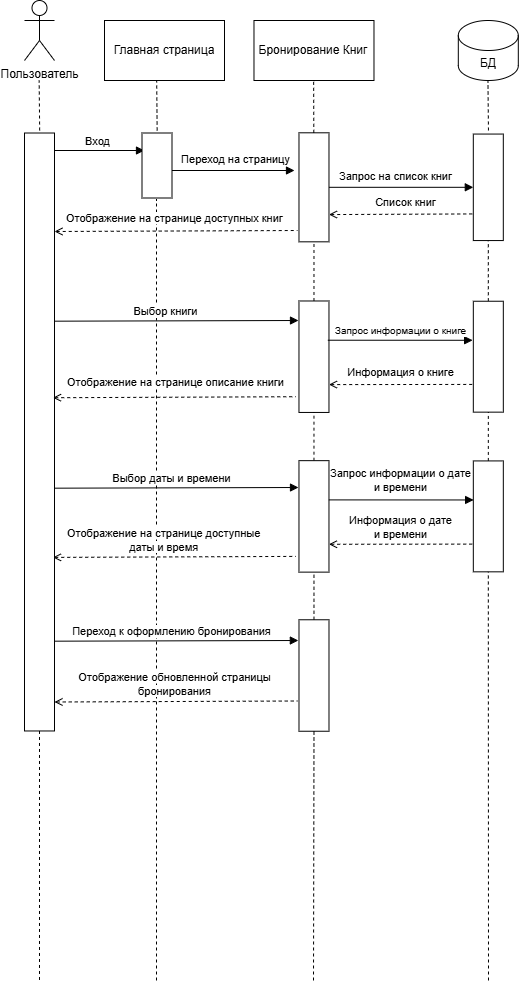 Пользователь
Главная страница
Бронирование Книг
БД
Вход
Переход на страницу
Запрос на список книг
Список книг
Отображение на странице доступных книг
Выбор книги
Запрос информации о книге
Информация о книге
Отображение на странице описание книги
Выбор даты и времени
Запрос информации о дате
и времени
Информация о дате
и времени
Отображение на странице доступные
даты и время
Переход к оформлению бронирования
Отображение обновленной страницы
бронирования